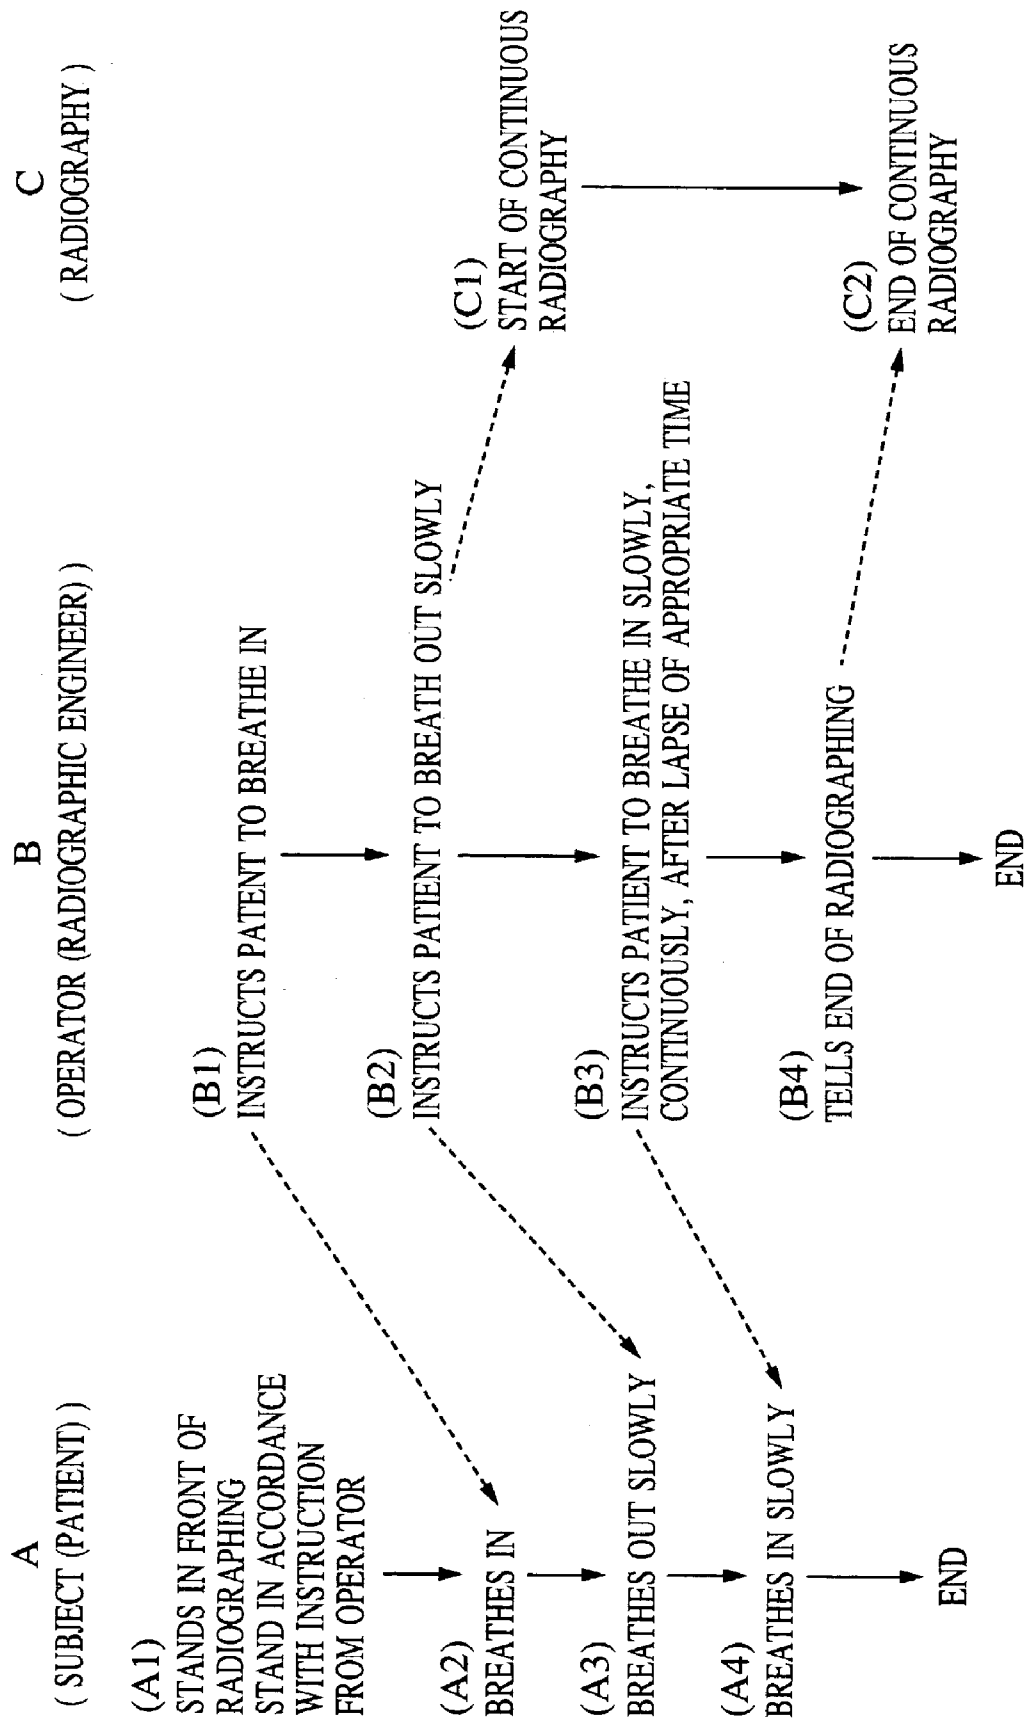 A
( SUBJECT (PATIENT) )
(A1)
STANDS IN FRONT OF
RADIOGRAPHING
STAND IN ACCORDANCE
WITH INSTRUCTION
FROM OPERATOR
(A2)
BREATHES IN
(A3)
BREATHES OUT SLOWLY
(A4)
BREATHES IN SLOWLY
END
B
( OPERATOR (RADIOGRAPHIC ENGINEER) )
(B1)
INSTRUCTS PATENT TO BREATHE IN
(B2)
INSTRUCTS PATIENT TO BREATH OUT SLOWLY
(B3)
INSTRUCTS PATIENT TO BREATHE IN SLOWLY,
CONTINUOUSLY, AFTER LAPSE OF APPROPRIATE TIME
(B4)
TELLS END OF RADIOGRAPHING
END
C
( RADIOGRAPHY )
(C1)
START OF CONTINUOUS
RADIOGRAPHY
(C2)
END OF CONTINUOUS
RADIOGRAPHY